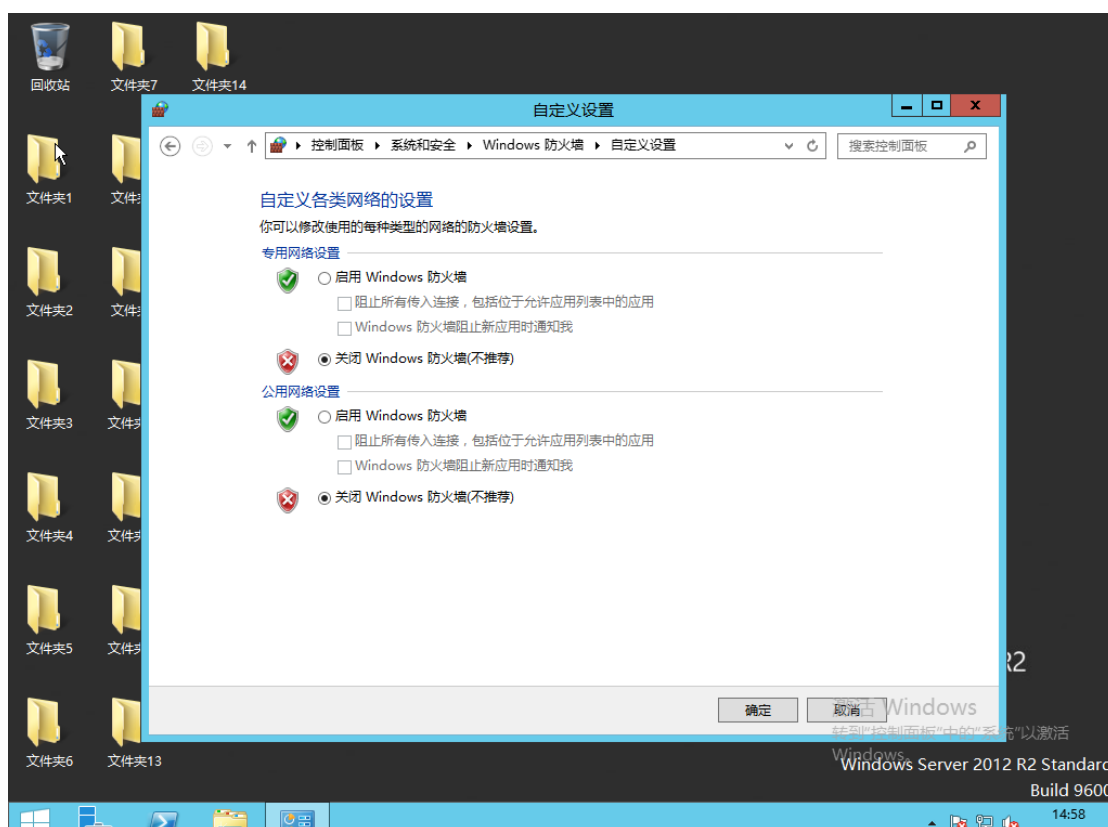 回收站
文件夹7
文件夹14
自定义设置
控制面板 系统和安全 Windows 防火墙 自定义设置
搜索控制面板
文件夹1
文件
自定义各类网络的设置
你可以修改使用的每种类型的网络的防火墙设置。
专用网络设置
启用 Windows 防火墙
阻止所有传入连接，包括位于允许应用列表中的应用
Windows 防火墙阻止新应用时通知我
关闭 Windows 防火墙(不推荐)
文件夹2
文件
公用网络设置
启用 Windows 防火墙
阻止所有传入连接，包括位于允许应用列表中的应用
Windows 防火墙阻止新应用时通知我
关闭 Windows 防火墙(不推荐)
文件夹3
文件
文件夹4
文件
文件夹5
文件
R2
确定
取消
激活 Windows
转到"控制面板"中的"系统"以激活
Windows。
文件夹6
文件夹13
Windows Server 2012 R2 Standard
Build 9600
14:58